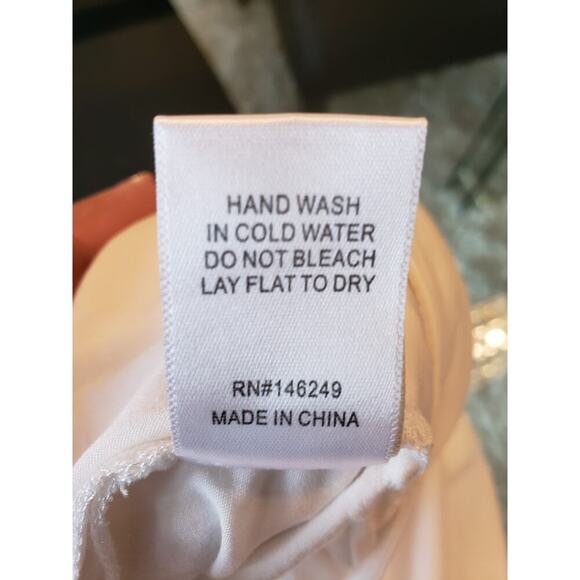 HAND WASH
IN COLD WATER
DO NOT BLEACH
LAY FLAT TO DRY
RN#146249
MADE IN CHINA